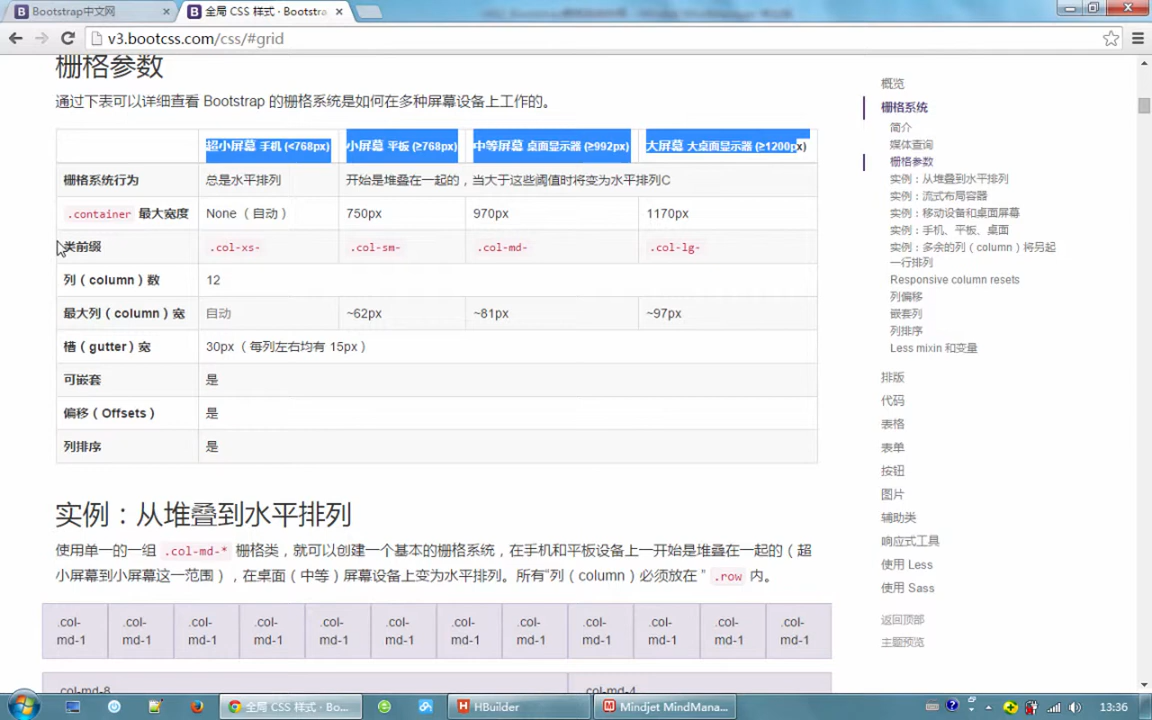 Bootstrap中文网
全局 CSS 样式 · Bootstra
v3.bootcss.com/css/#grid
栅格参数
通过下表可以详细查看 Bootstrap 的栅格系统是如何在多种屏幕设备上工作的。
超小屏幕 手机 (<768px) 小屏幕 平板 (≥768px) 中等屏幕 桌面显示器 (≥992px) 大屏幕 大桌面显示器 (≥1200px)
栅格系统行为 总是水平排列 开始是堆叠在一起的，当大于这些阈值时将变为水平排列C
.container 最大宽度 None （自动） 750px 970px 1170px
类前缀 .col-xs- .col-sm- .col-md- .col-lg-
列（column）数 12
最大列（column）宽 自动 ~62px ~81px ~97px
槽（gutter）宽 30px （每列左右均有 15px）
可嵌套 是
偏移（Offsets） 是
列排序 是
实例：从堆叠到水平排列
使用单一的一组 .col-md-* 栅格类，就可以创建一个基本的栅格系统，在手机和平板设备上一开始是堆叠在一起的（超
小屏幕到小屏幕这一范围），在桌面（中等）屏幕设备上变为水平排列。所有“列（column）必须放在 ” .row 内。
.col- .col- .col- .col- .col- .col- .col- .col- .col- .col- .col- .col-
md-1 md-1 md-1 md-1 md-1 md-1 md-1 md-1 md-1 md-1 md-1 md-1
.col-md-8 .col-md-4
概览
栅格系统
简介
媒体查询
栅格参数
实例：从堆叠到水平排列
实例：流式布局容器
实例：移动设备和桌面屏幕
实例：手机、平板、桌面
实例：多余的列（column）将另起
一行排列
Responsive column resets
列偏移
嵌套列
列排序
Less mixin 和变量
排版
代码
表格
表单
按钮
图片
辅助类
响应式工具
使用 Less
使用 Sass
返回顶部
主题预览
全局 CSS 样式 · Bo...
HBuilder
Mindjet MindMana...
13:36